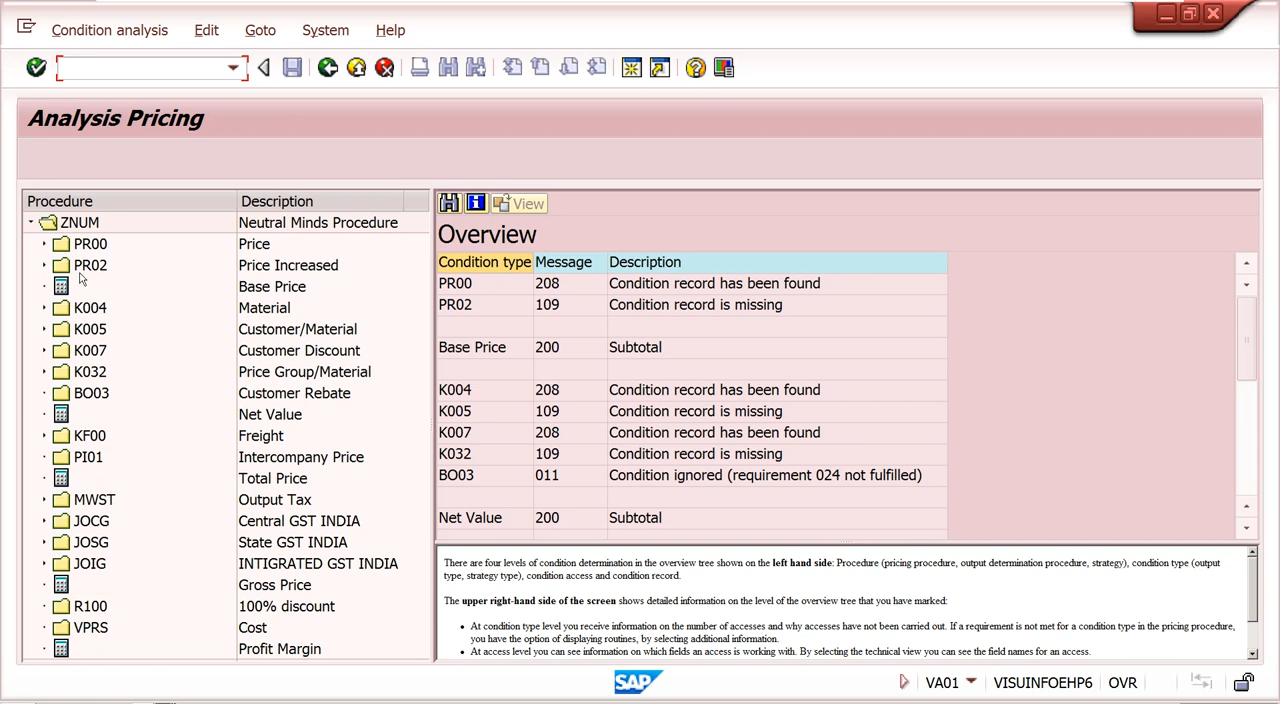 Condition analysis Edit Goto System Help
Analysis Pricing
Procedure Description
ZNUM Neutral Minds Procedure
PR00 Price
PR02 Price Increased
Base Price
K004 Material
K005 Customer/Material
K007 Customer Discount
K032 Price Group/Material
BO03 Customer Rebate
Net Value
KF00 Freight
PI01 Intercompany Price
Total Price
MWST Output Tax
JOCG Central GST INDIA
JOSG State GST INDIA
JOIG INTIGRATED GST INDIA
Gross Price
R100 100% discount
VPRS Cost
Profit Margin
View
Overview
Condition type Message Description
PR00 208 Condition record has been found
PR02 109 Condition record is missing
Base Price 200 Subtotal
K004 208 Condition record has been found
K005 109 Condition record is missing
K007 208 Condition record has been found
K032 109 Condition record is missing
BO03 011 Condition ignored (requirement 024 not fulfilled)
Net Value 200 Subtotal
There are four levels of condition determination in the overview tree shown on the left hand side: Procedure (pricing procedure, output determination procedure, strategy), condition type (output
type, strategy type), condition access and condition record.
The upper right-hand side of the screen shows detailed information on the level of the overview tree that you have marked:
• At condition type level you receive information on the number of accesses and why accesses have not been carried out. If a requirement is not met for a condition type in the pricing procedure,
you have the option of displaying routines, by selecting additional information.
• At access level you can see information on which fields an access is working with. By selecting the technical view you can see the field names for an access.
SAP VA01 VISUINFOEHP6 OVR